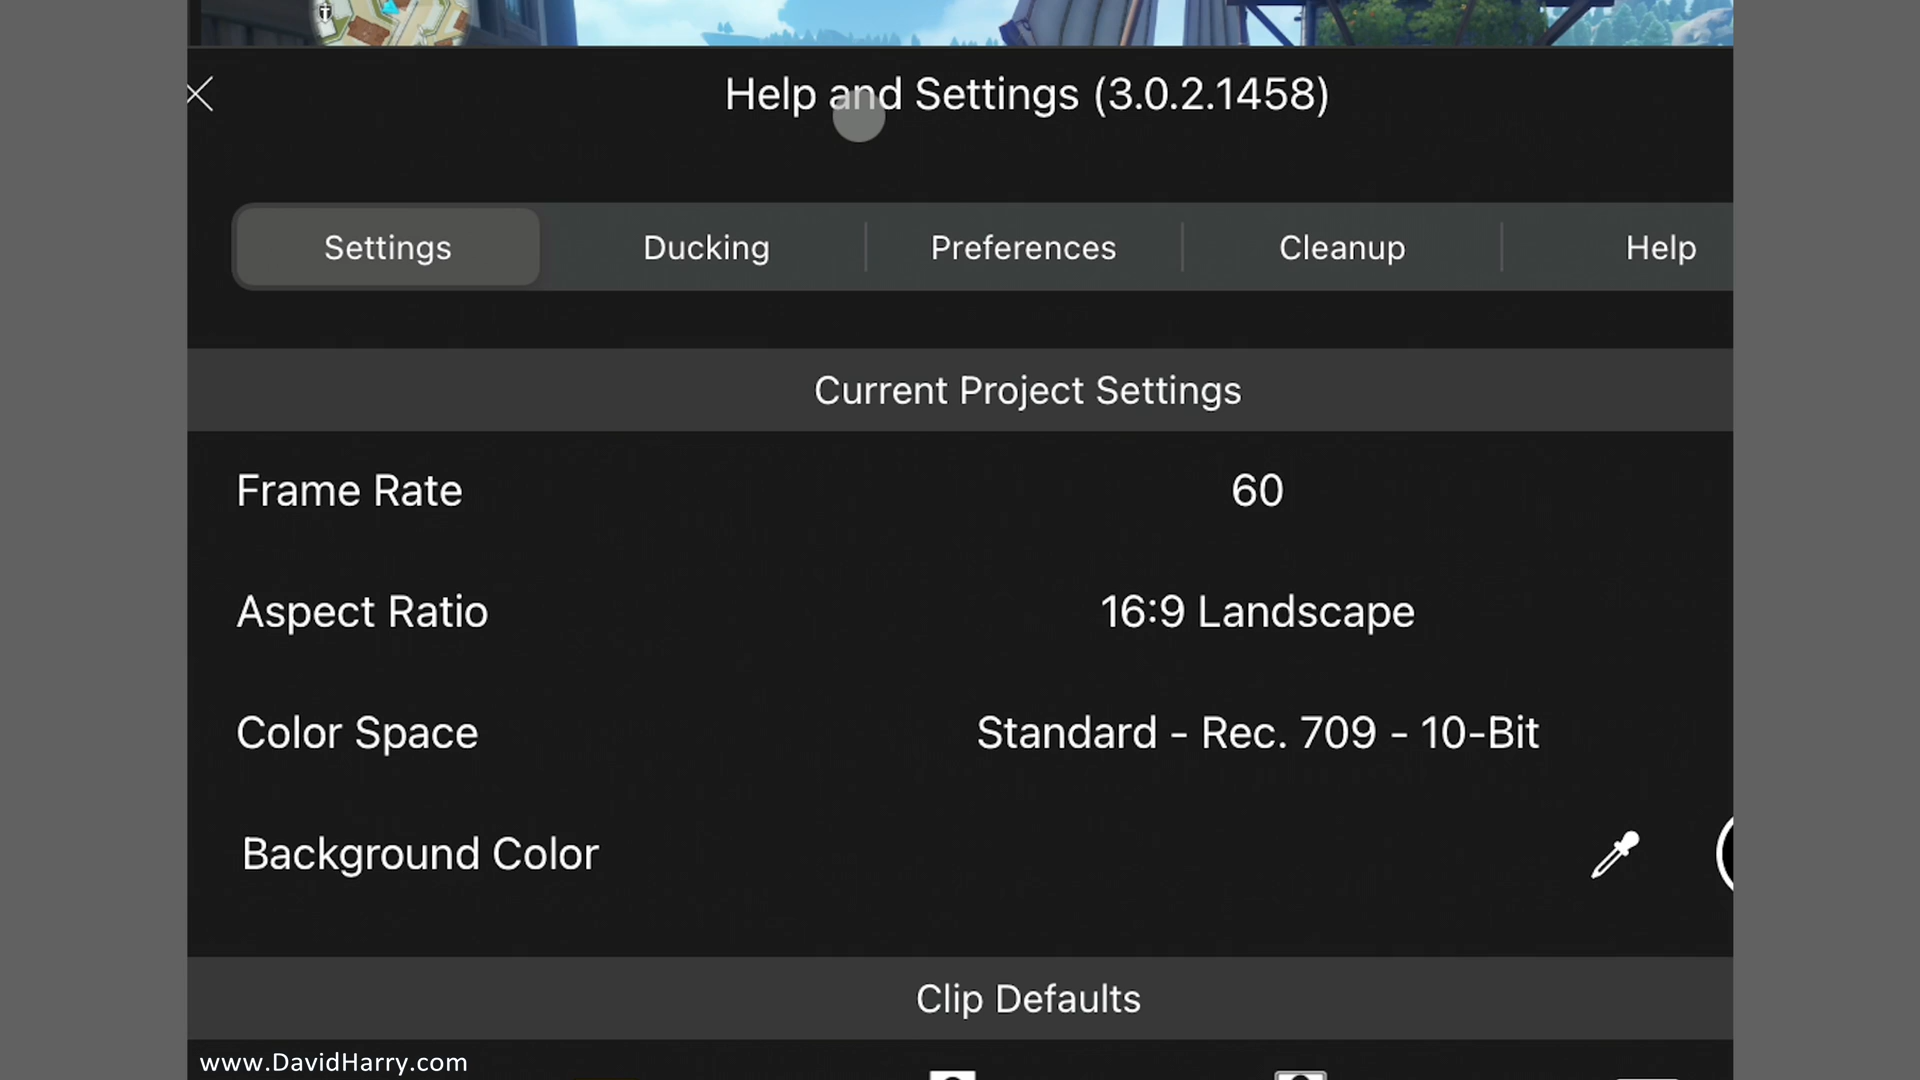 Help and Settings (3.0.2.1458)
Settings
Ducking
Preferences
Cleanup
Help
Current Project Settings
Frame Rate
60
Aspect Ratio
16:9 Landscape
Color Space
Standard - Rec. 709 - 10-Bit
Background Color
Clip Defaults
www.DavidHarry.com